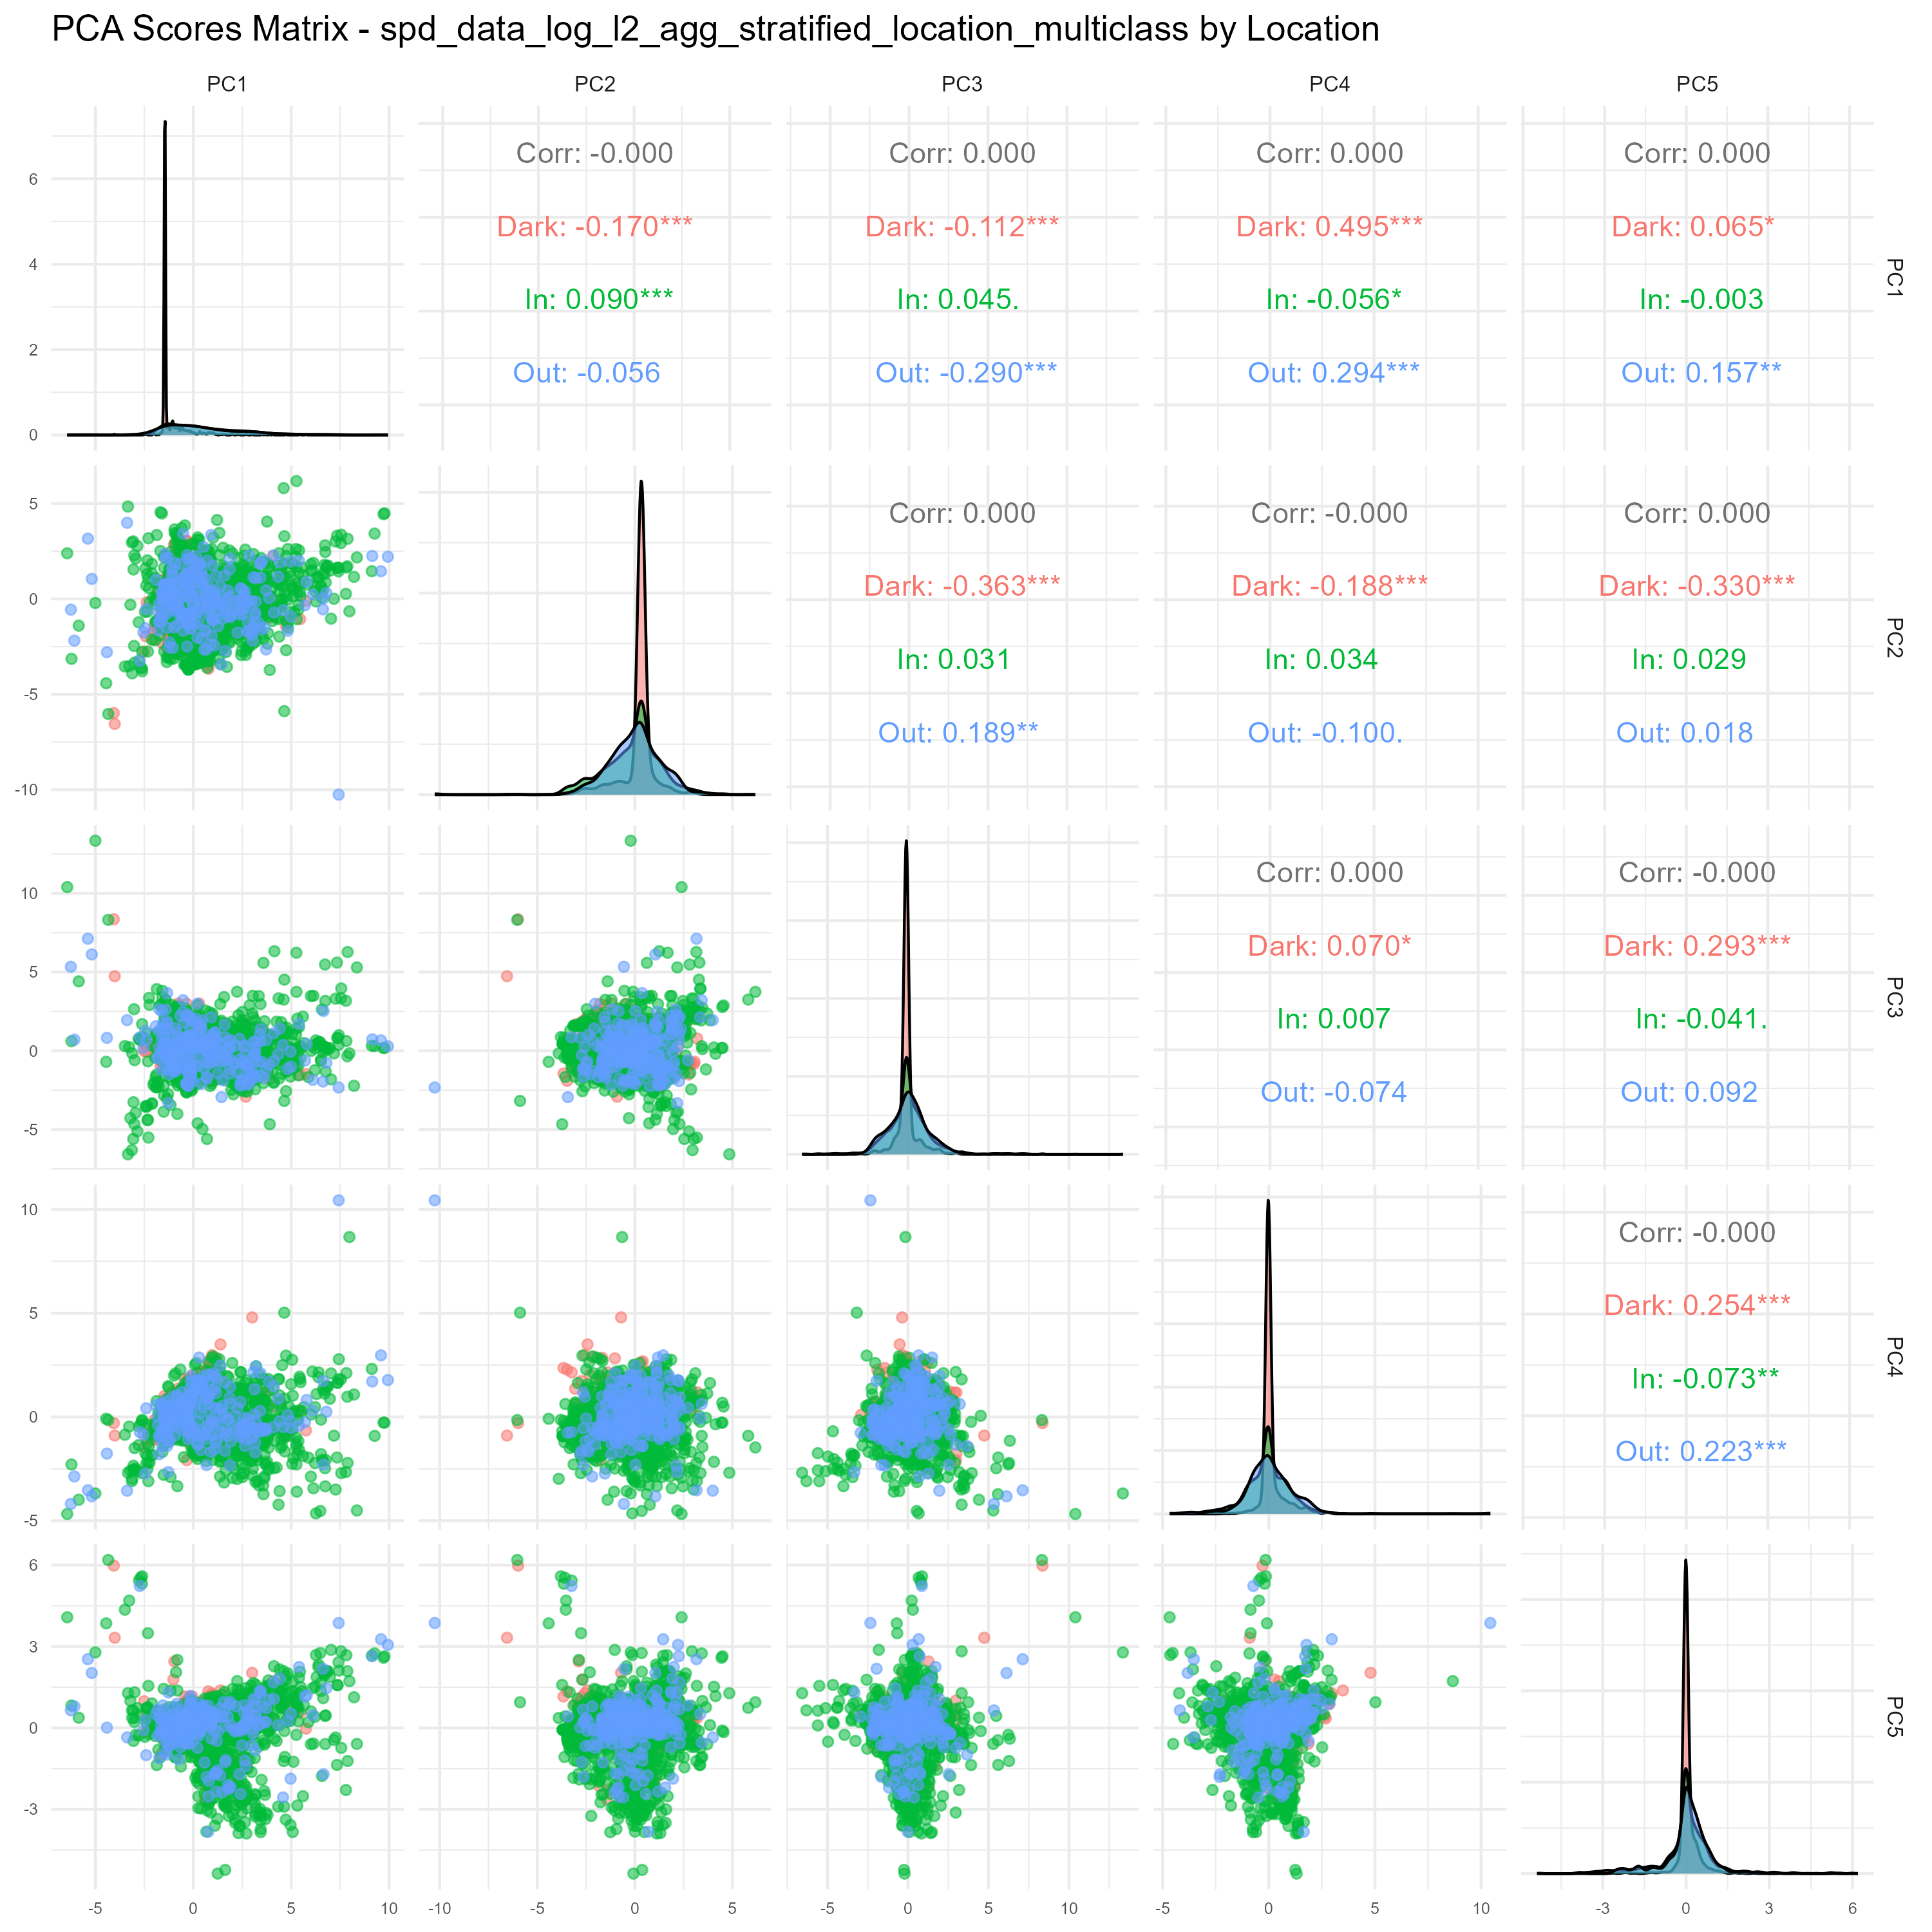 PCA Scores Matrix - spd_data_log_l2_agg_stratified_location_multiclass by Location
PC1 PC2 PC3 PC4 PC5
Corr: -0.000 Corr: 0.000 Corr: 0.000 Corr: 0.000
6
Dark: -0.170*** Dark: -0.112*** Dark: 0.495*** Dark: 0.065*
4
PC1
In: 0.090*** In: 0.045. In: -0.056* In: -0.003
2
Out: -0.056 Out: -0.290*** Out: 0.294*** Out: 0.157**
0
5
Corr: 0.000 Corr: -0.000 Corr: 0.000
Dark: -0.363*** Dark: -0.188*** Dark: -0.330***
0
PC2
In: 0.031 In: 0.034 In: 0.029
-5
Out: 0.189** Out: -0.100. Out: 0.018
-10
Corr: 0.000 Corr: -0.000
10
Dark: 0.070* Dark: 0.293***
5
PC3
In: 0.007 In: -0.041.
0
Out: -0.074 Out: 0.092
-5
10
Corr: -0.000
5
Dark: 0.254***
PC4
In: -0.073**
0
Out: 0.223***
-5
6
3
PC5
0
-3
-5 0 5 10 -10 -5 0 5 -5 0 5 10 -5 0 5 10 -3 0 3 6